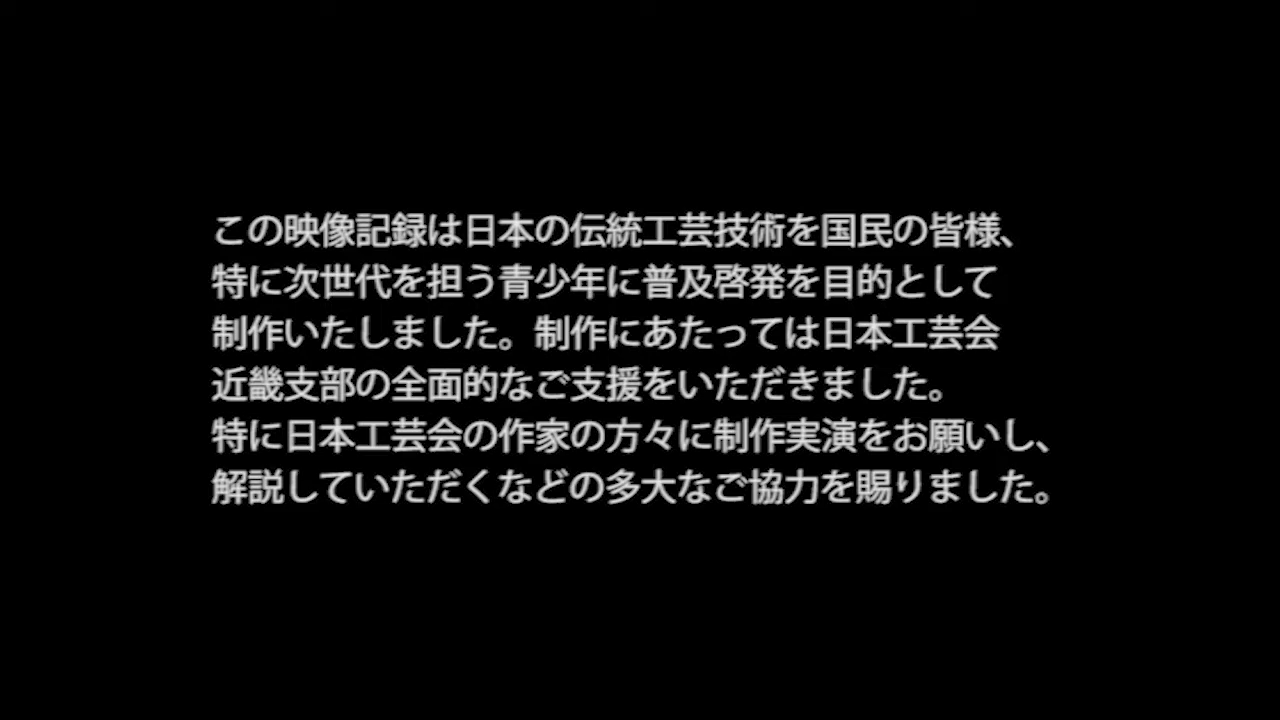 この映像記録は日本の伝統工芸技術を国民の皆様、
特に次世代を担う青少年に普及啓発を目的として
制作いたしました。制作にあたっては日本工芸会
近畿支部の全面的なご支援をいただきました。
特に日本工芸会の作家の方々に制作実演をお願いし、
解説していただくなどの多大なご協力を賜りました。